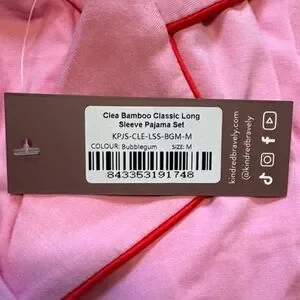 Clea Bamboo Classic Long
Sleeve Pajama Set
KPJS-CLE-LSS-BGM-M
COLOUR: Bubblegum SIZE: M
843353191748
kindredbravely.com
@kindredbravely